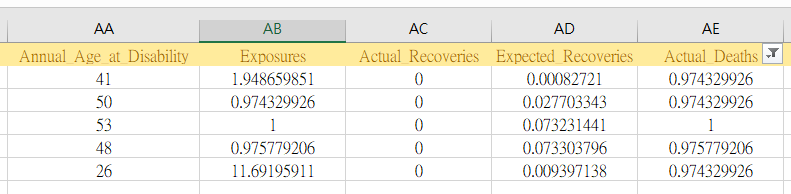 AA AB AC AD AE
Annual_Age_at_Disability Exposures Actual_Recoveries Expected_Recoveries Actual_Deaths
41 1.948659851 0 0.00082721 0.974329926
50 0.974329926 0 0.027703343 0.974329926
53 1 0 0.073231441 1
48 0.975779206 0 0.073303796 0.975779206
26 11.69195911 0 0.009397138 0.974329926